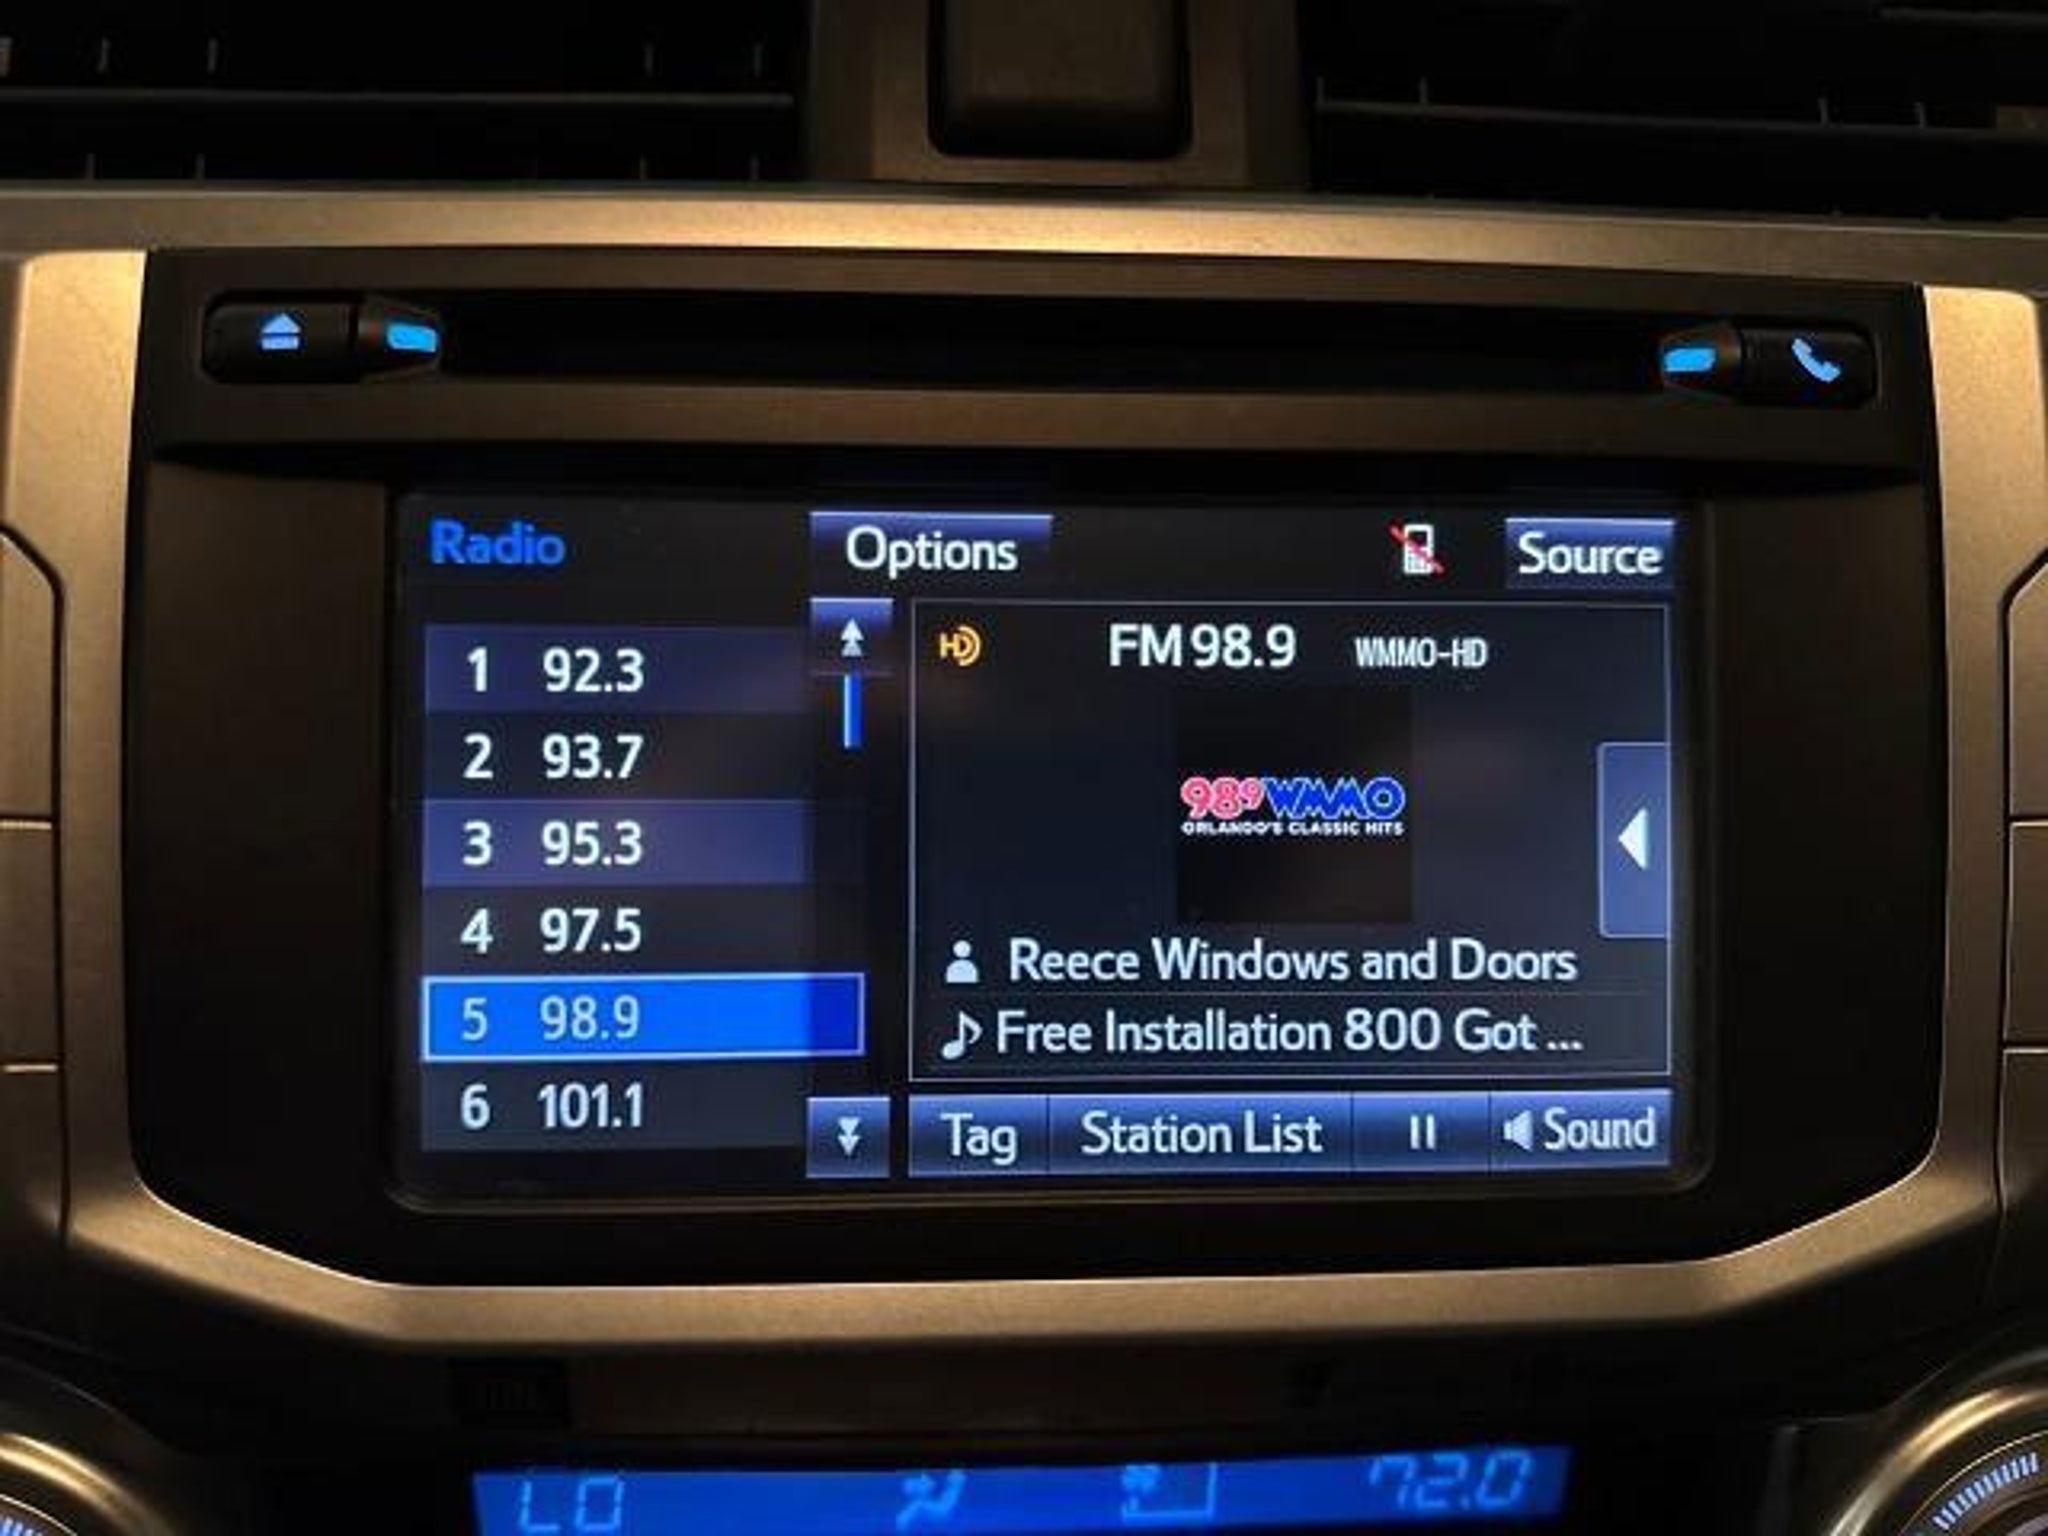 Radio
Options
Source
1 92.3
2 93.7
3 95.3
4 97.5
5 98.9
6 101.1
HD
FM 98.9 WMMO-HD
98.9 WMMO
ORLANDO'S CLASSIC HITS
Reece Windows and Doors
Free Installation 800 Got ...
Tag
Station List
Sound
LO
72.0